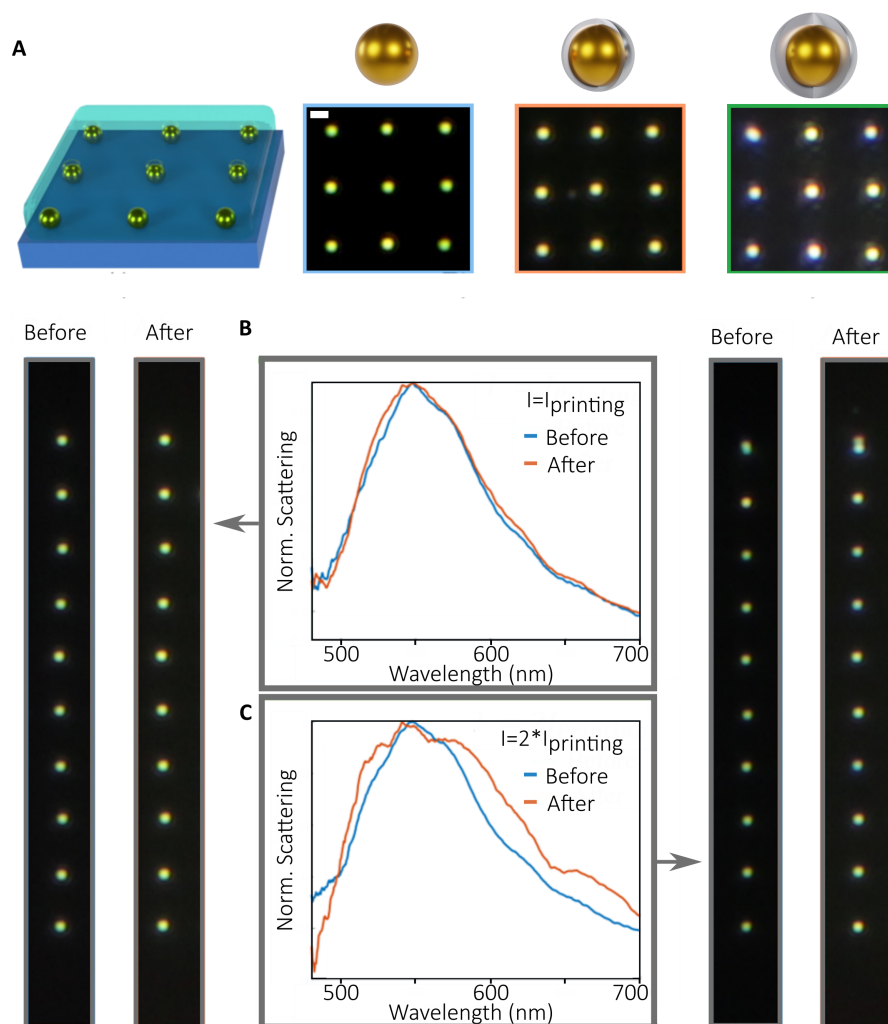 A
Before
After
B
I=Iprinting
Before
After
Norm. Scattering
500
600
700
Wavelength (nm)
C
I=2*Iprinting
Before
After
Norm. Scattering
500
600
700
Wavelength (nm)
Before
After